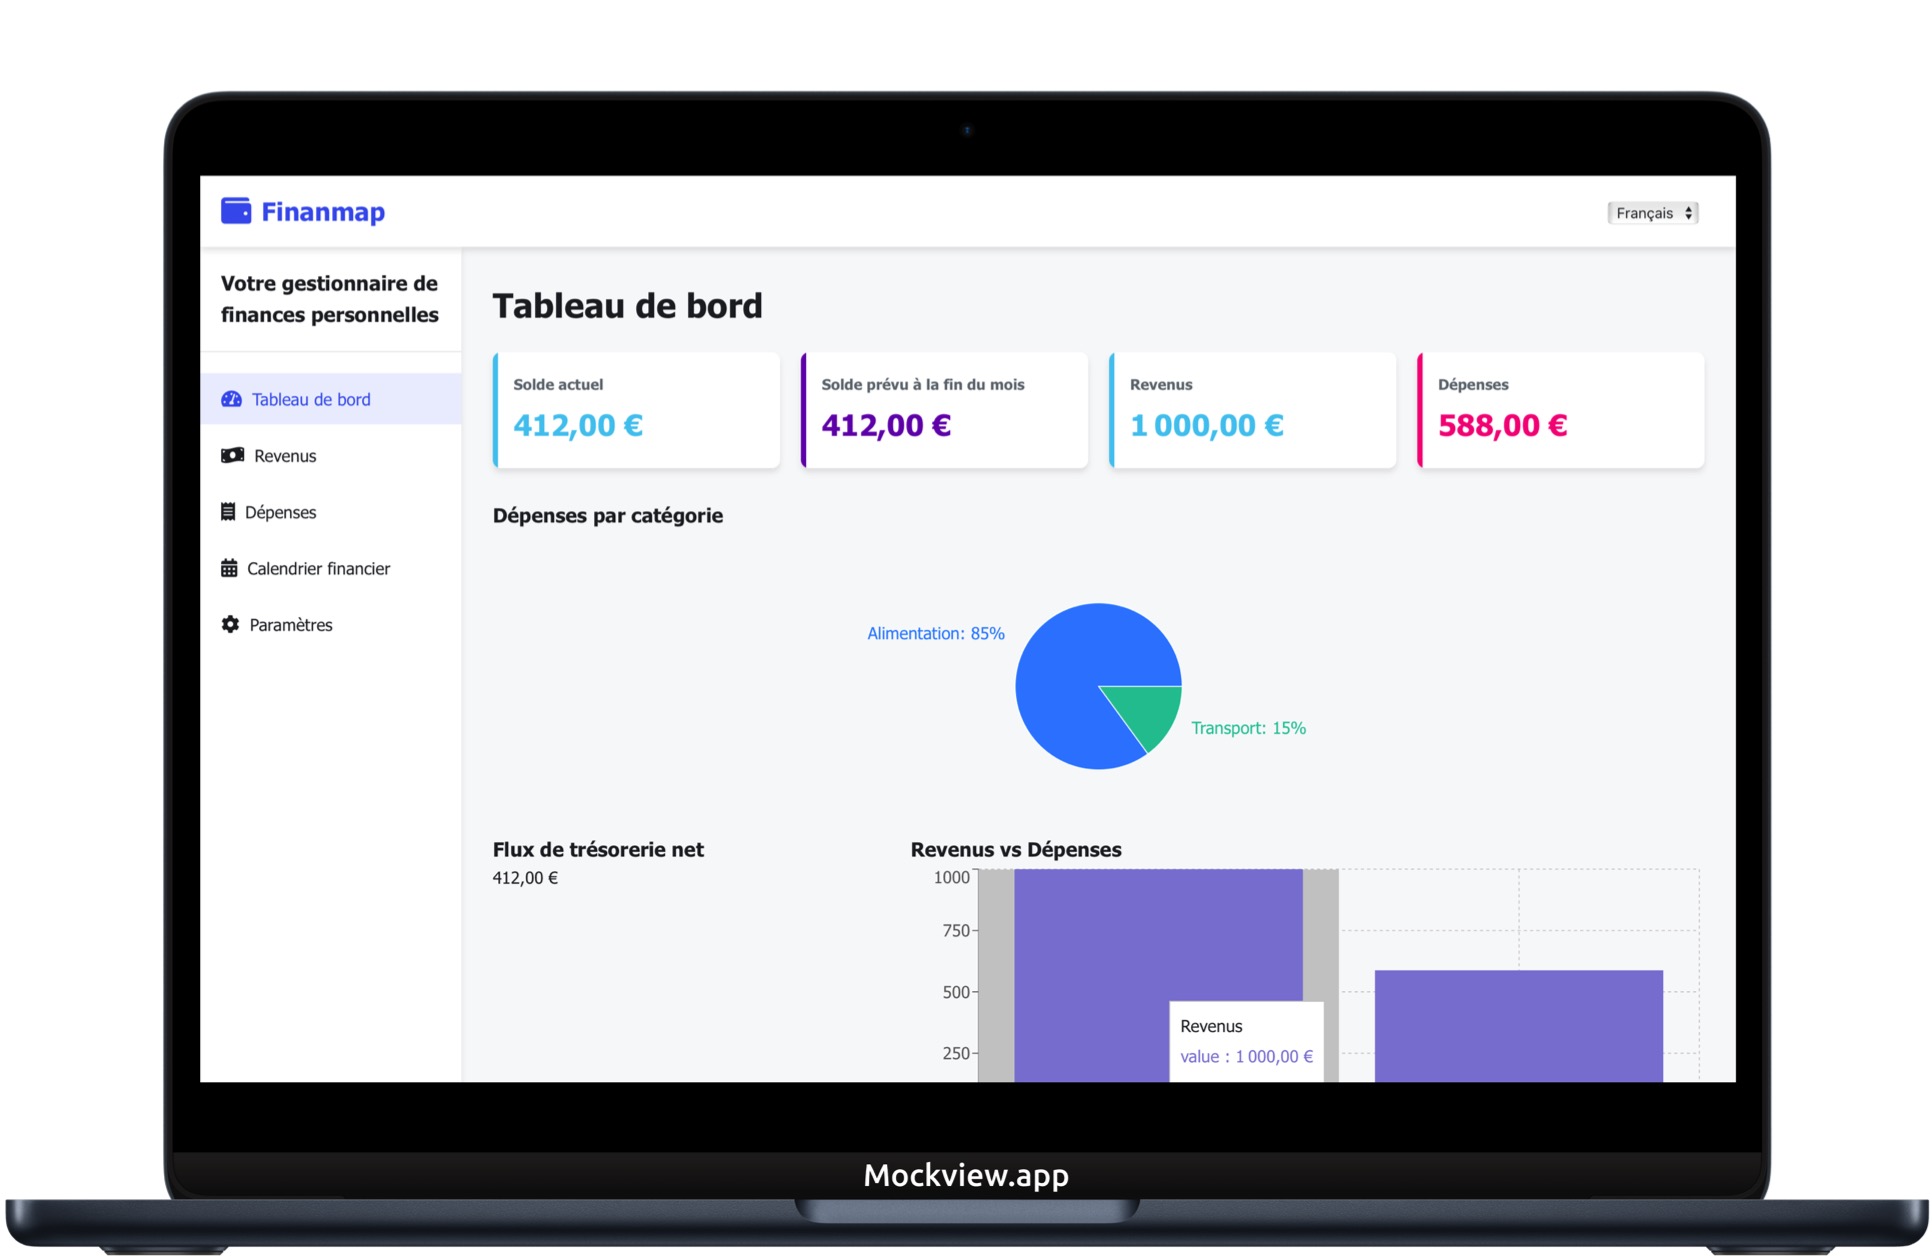 Finanmap
Français
Votre gestionnaire de
finances personnelles
Tableau de bord
Revenus
Dépenses
Calendrier financier
Paramètres
Tableau de bord
Solde actuel
412,00 €
Solde prévu à la fin du mois
412,00 €
Revenus
1 000,00 €
Dépenses
588,00 €
Dépenses par catégorie
Alimentation: 85%
Transport: 15%
Flux de trésorerie net
412,00 €
Revenus vs Dépenses
1000
750
500
250
Revenus
value : 1 000,00 €
Mockview.app